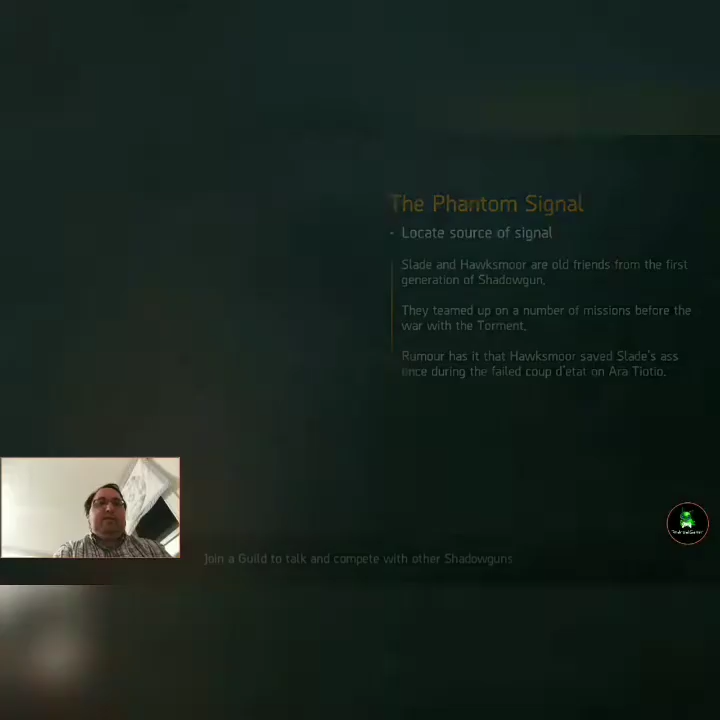 The Phantom Signal
- Locate source of signal
Slade and Hawksmoor are old friends from the first
generation of Shadowgun.
They teamed up on a number of missions before the
war with the Torment.
Rumour has it that Hawksmoor saved Slade's ass
once during the failed coup d'etat on Ara Tiotio.
Join a Guild to talk and compete with other Shadowguns